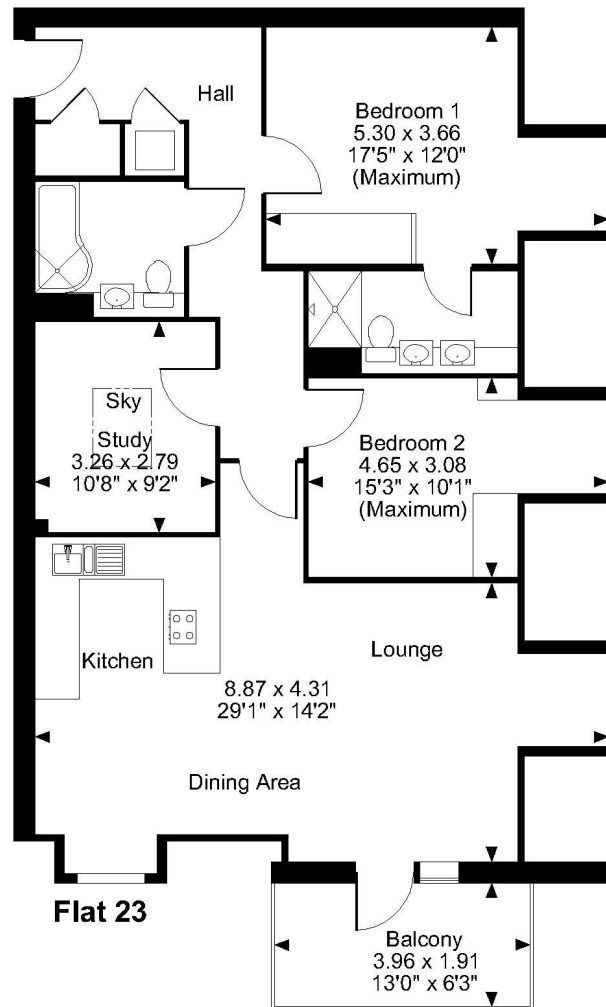 Hall
Bedroom 1
5.30 x 3.66
17'5" x 12'0"
(Maximum)
Sky
Study
3.26 x 2.79
10'8" x 9'2"
Bedroom 2
4.65 x 3.08
15'3" x 10'1"
(Maximum)
Kitchen
Lounge
8.87 x 4.31
29'1" x 14'2"
Dining Area
Flat 23
Balcony
3.96 x 1.91
13'0" x 6'3"